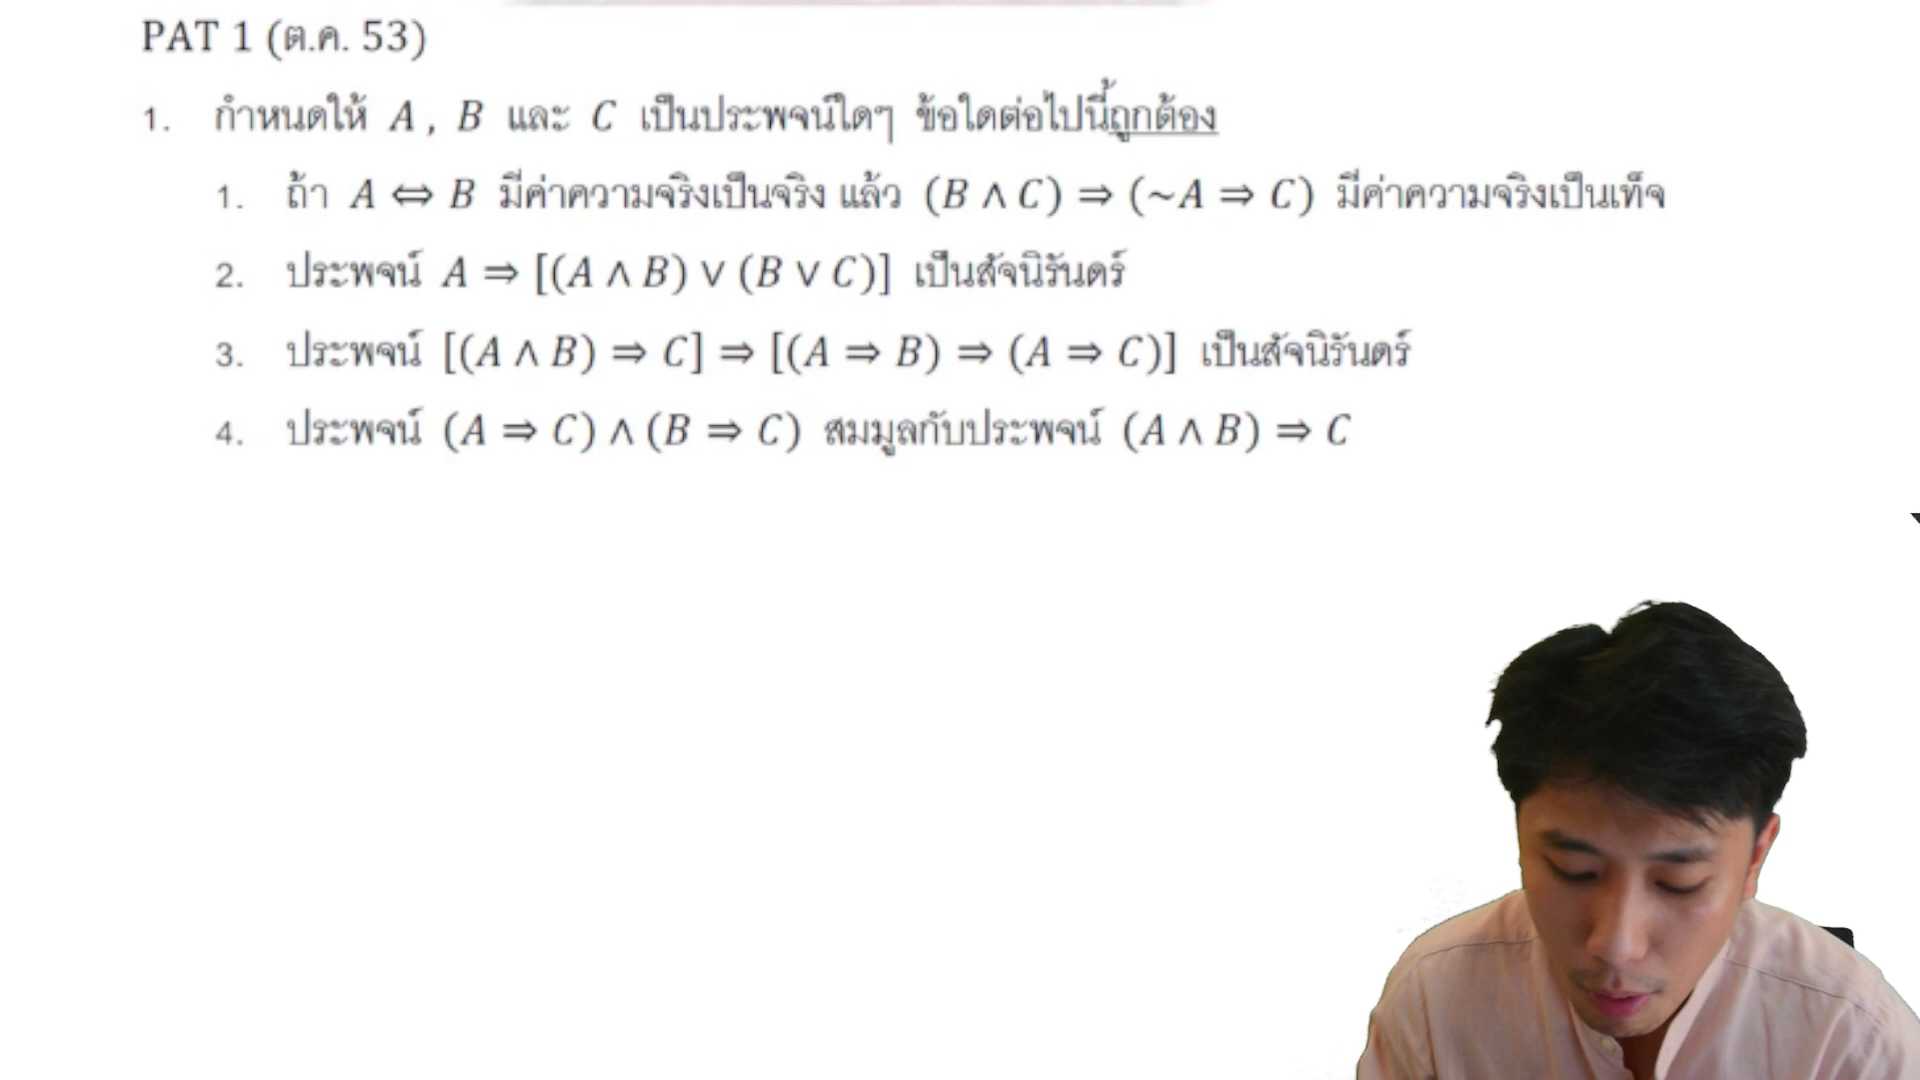 PAT 1 (ต.ค. 53)
1. กำหนดให้ A , B และ C เป็นประพจน์ใดๆ ข้อใดต่อไปนี้ถูกต้อง
1. ถ้า A ⇔ B มีค่าความจริงเป็นจริง แล้ว (B ∧ C) ⇒ (~A ⇒ C) มีค่าความจริงเป็นเท็จ
2. ประพจน์ A ⇒ [(A ∧ B) ∨ (B ∨ C)] เป็นสัจนิรันดร์
3. ประพจน์ [(A ∧ B) ⇒ C] ⇒ [(A ⇒ B) ⇒ (A ⇒ C)] เป็นสัจนิรันดร์
4. ประพจน์ (A ⇒ C) ∧ (B ⇒ C) สมมูลกับประพจน์ (A ∧ B) ⇒ C